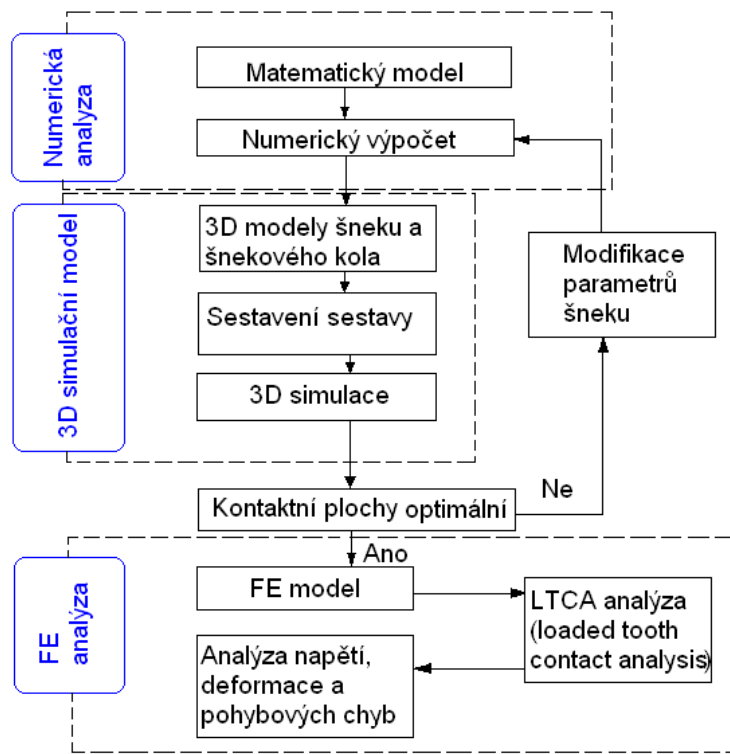 Numerická
analýza
Matematický model
Numerický výpočet
3D simulační model
3D modely šneku a
šnekového kola
Sestavení sestavy
3D simulace
Modifikace
parametrů
šneku
Kontaktní plochy optimální
Ne
Ano
FE
analýza
FE model
LTCA analýza
(loaded tooth
contact analysis)
Analýza napětí,
deformace a
pohybových chyb